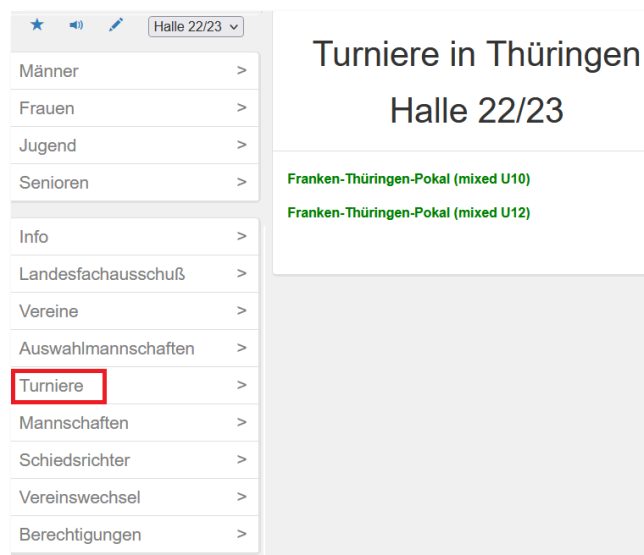 Halle 22/23
Männer >
Frauen >
Jugend >
Senioren >
Info >
Landesfachausschuß >
Vereine >
Auswahlmannschaften >
Turniere >
Mannschaften >
Schiedsrichter >
Vereinswechsel >
Berechtigungen >
Turniere in Thüringen
Halle 22/23
Franken-Thüringen-Pokal (mixed U10)
Franken-Thüringen-Pokal (mixed U12)